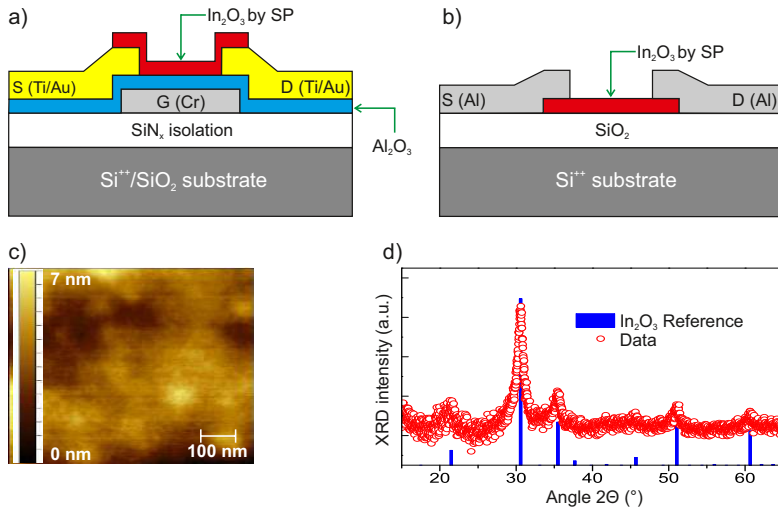 a)
In₂O₃ by SP
S (Ti/Au)
D (Ti/Au)
G (Cr)
SiNₓ isolation
Al₂O₃
Si⁺⁺/SiO₂ substrate
b)
In₂O₃ by SP
S (Al)
D (Al)
SiO₂
Si⁺⁺ substrate
c)
7 nm
0 nm
100 nm
d)
XRD intensity (a.u.)
In₂O₃ Reference
Data
20 30 40 50 60
Angle 2Θ (°)